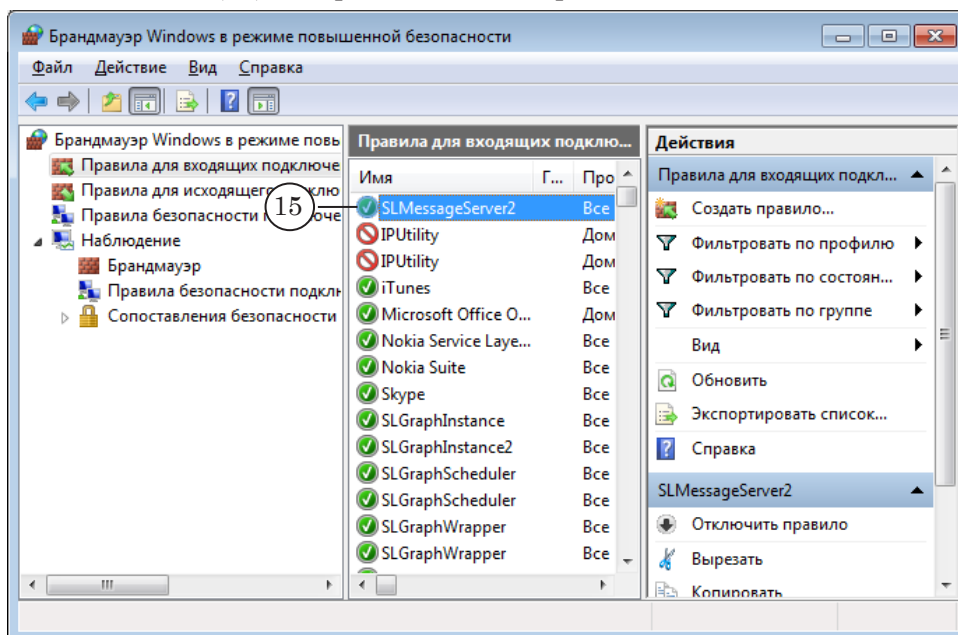 Брандмауэр Windows в режиме повышенной безопасности
Файл Действие Вид Справка
Брандмауэр Windows в режиме повы
Правила для входящих подключе
Правила для исходящего
клю
Правила безопасности
ключе
Наблюдение
Брандмауэр
Правила безопасности подклю
Сопоставления безопасности
15
Правила для входящих подклю...
Имя Г... Про
SLMessageServer2 Все
IPUtility Дом
IPUtility Дом
iTunes Все
Microsoft Office O... Дом
Nokia Service Laye... Все
Nokia Suite Все
Skype Все
SLGraphInstance Все
SLGraphInstance2 Все
SLGraphScheduler Все
SLGraphScheduler Все
SLGraphWrapper Все
SLGraphWrapper Все
Действия
Правила для входящих подкл...
Создать правило...
Фильтровать по профилю
Фильтровать по состоян...
Фильтровать по группе
Вид
Обновить
Экспортировать список...
Справка
SLMessageServer2
Отключить правило
Вырезать
Копировать